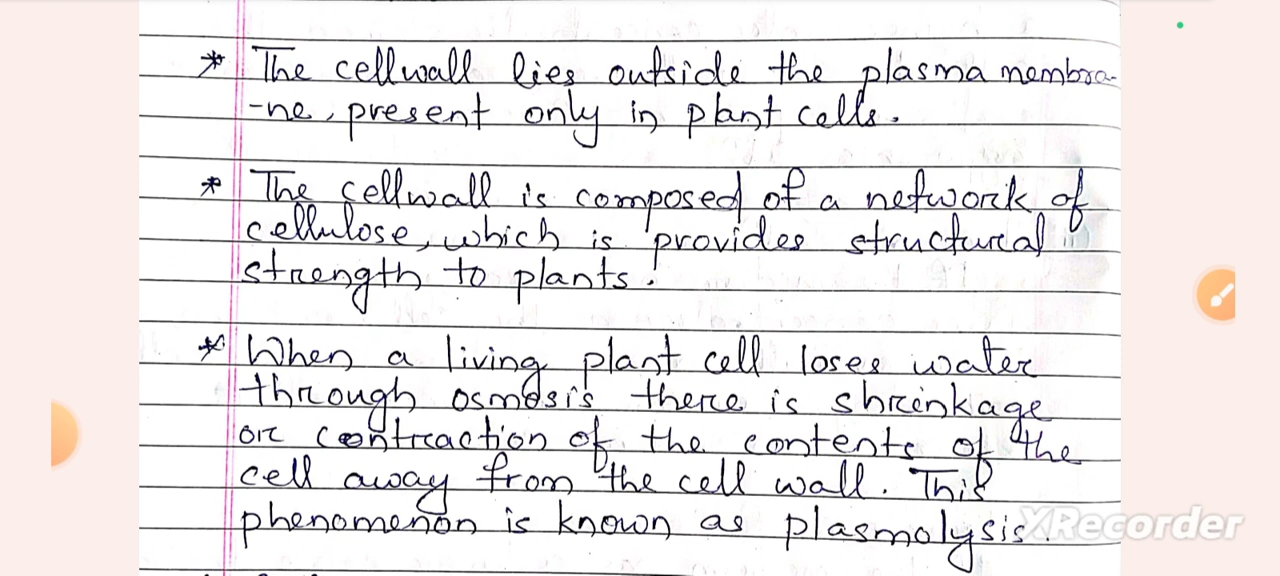 * The cellwall lies outside the plasma membra-
-ne, present only in plant cells.
* The cellwall is composed of a network of
cellulose, which is provides structural
strength to plants.
* When a living plant cell loses water
through osmosis there is shrinkage
or contraction of the contents of the
cell away from the cell wall. This
phenomenon is known as plasmolysis.
XRecorder